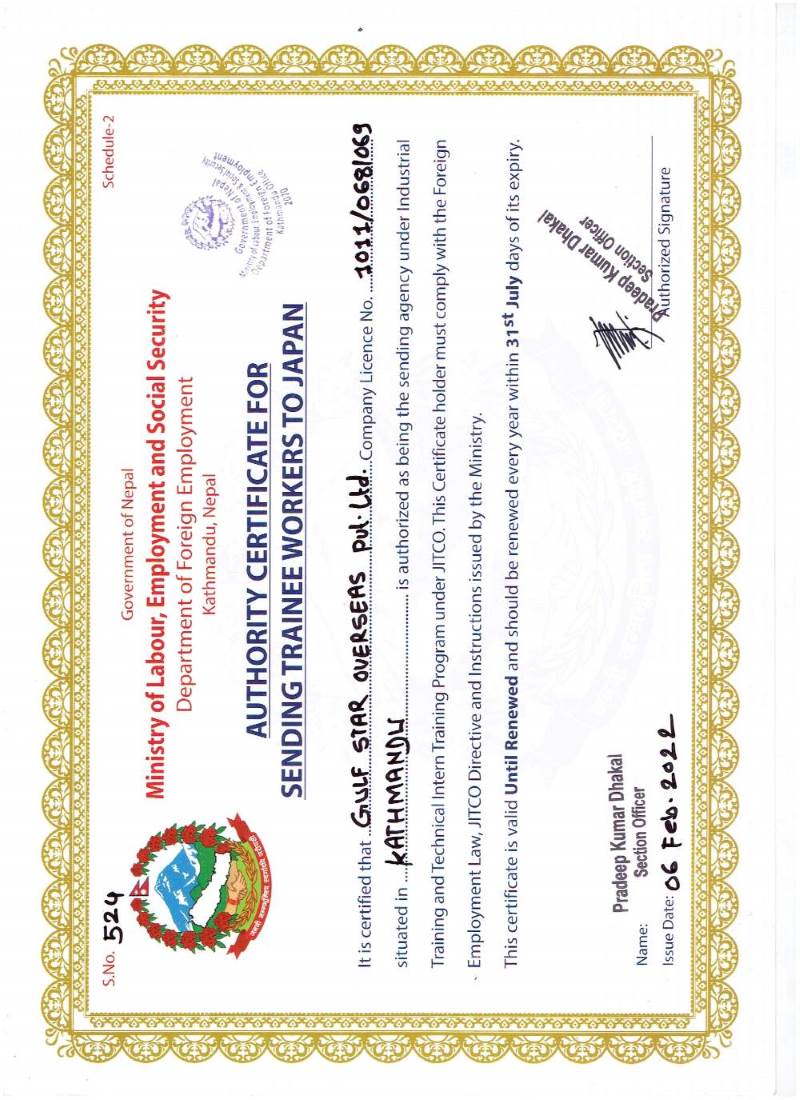 S.No. 524
Schedule-2
Government of Nepal
Ministry of Labour, Employment and Social Security
Department of Foreign Employment
Kathmandu, Nepal
Government of Nepal
Ministry of Labour, Employment & Social Security
Department of Foreign Employment
Kathmandu Office
2070
AUTHORITY CERTIFICATE FOR
SENDING TRAINEE WORKERS TO JAPAN
It is certified that GULF STAR OVERSEAS Pvt. Ltd. Company Licence No. 1011/068/069
situated in KATHMANDU is authorized as being the sending agency under Industrial
Training and Technical Intern Training Program under JITCO. This Certificate holder must comply with the Foreign
Employment Law, JITCO Directive and Instructions issued by the Ministry.
This certificate is valid Until Renewed and should be renewed every year within 31st July days of its expiry.
Pradeep Kumar Dhakal
Section Officer
Name:
Issue Date: 06 Feb. 2022
Pradeep Kumar Dhakal
Section Officer
Authorized Signature